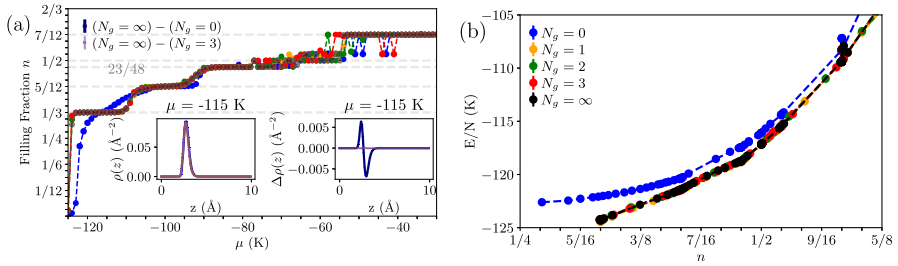 (a)
2/3
7/12
1/2
5/12
1/3
1/4
1/6
1/12
Filling Fraction n
(N_g = ∞) − (N_g = 0)
(N_g = ∞) − (N_g = 3)
23/48
μ = -115 K
0.05
0.00
ρ(z) (Å⁻²)
0
10
z (Å)
μ = -115 K
0.005
0.000
−0.005
Δρ(z) (Å⁻²)
0
10
z (Å)
−120
−100
−80
−60
−40
μ (K)
(b)
−105
−110
−115
−120
−125
E/N (K)
N_g = 0
N_g = 1
N_g = 2
N_g = 3
N_g = ∞
1/4
5/16
3/8
7/16
1/2
9/16
5/8
n